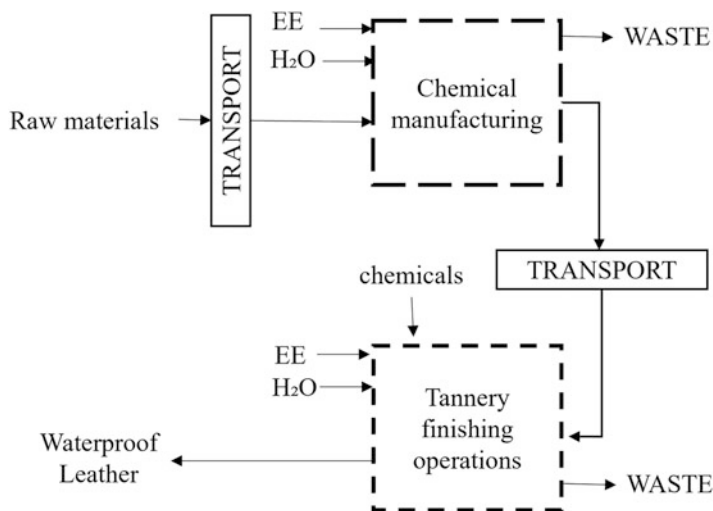 EE
WASTE
H₂O
Chemical
manufacturing
Raw materials
TRANSPORT
TRANSPORT
chemicals
EE
H₂O
Tannery
finishing
operations
Waterproof
Leather
WASTE